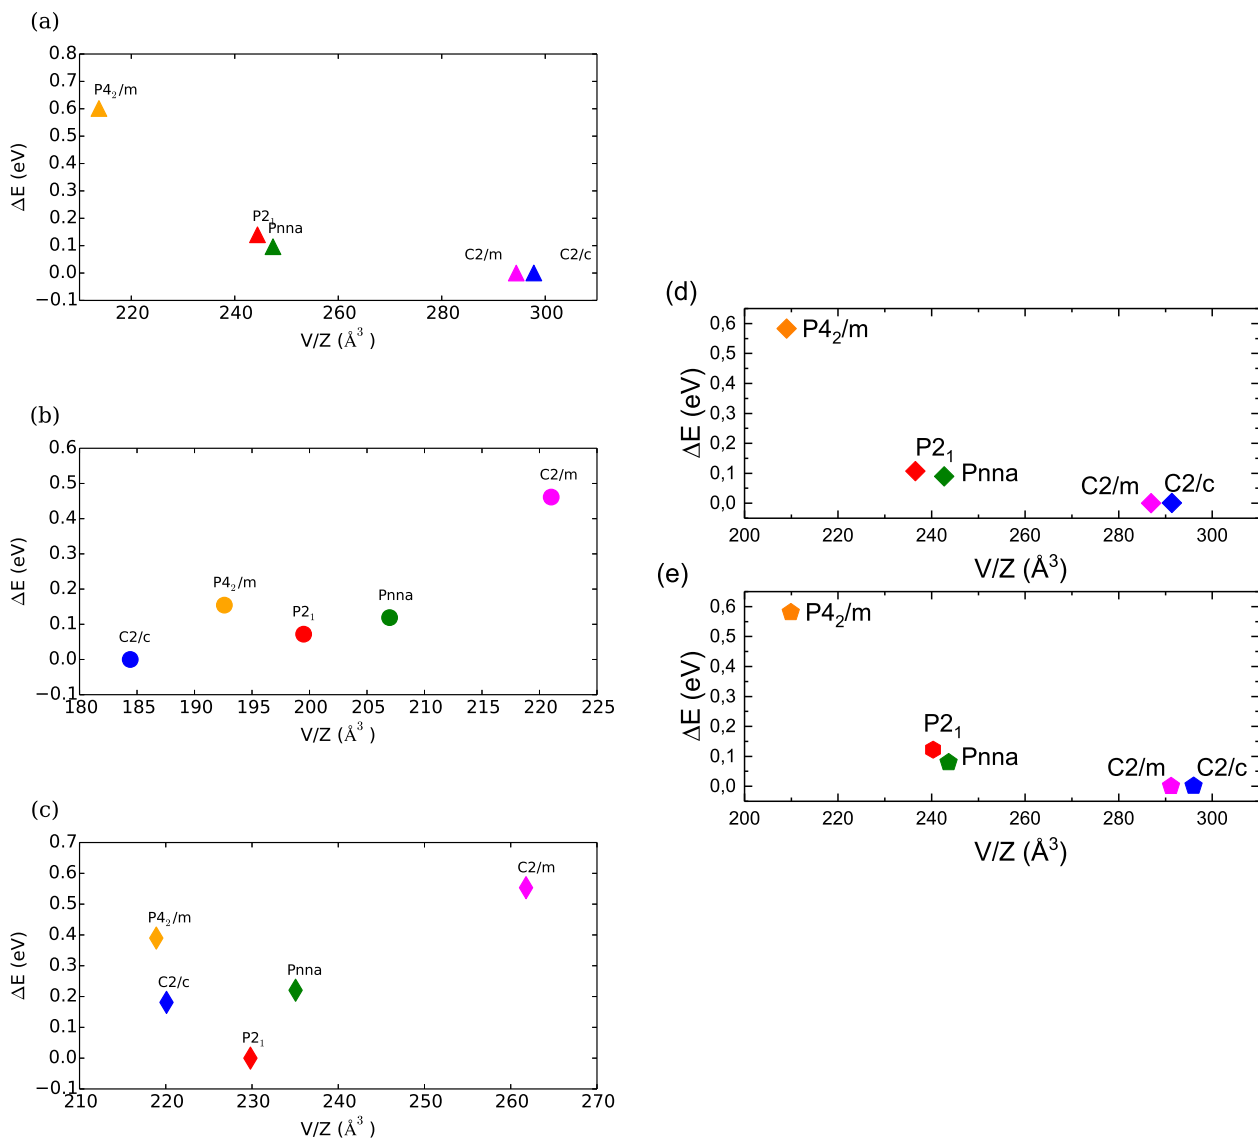 (a)
0.8
0.7
0.6
0.5
0.4
0.3
0.2
0.1
0.0
−0.1
ΔE (eV)
P4₂/m
P2₁
Pnna
C2/m
C2/c
220 240 260 280 300
V/Z (Å³)
(b)
0.6
0.5
0.4
0.3
0.2
0.1
0.0
−0.1
ΔE (eV)
C2/m
P4₂/m
Pnna
P2₁
C2/c
180 185 190 195 200 205 210 215 220 225
V/Z (Å³)
(c)
0.7
0.6
0.5
0.4
0.3
0.2
0.1
0.0
−0.1
ΔE (eV)
C2/m
P4₂/m
Pnna
C2/c
P2₁
210 220 230 240 250 260 270
V/Z (Å³)
(d)
0,6
0,5
0,4
0,3
0,2
0,1
0,0
ΔE (eV)
P4₂/m
P2₁
Pnna
C2/m
C2/c
200 220 240 260 280 300
V/Z (Å³)
(e)
0,6
0,5
0,4
0,3
0,2
0,1
0,0
ΔE (eV)
P4₂/m
P2₁
Pnna
C2/m
C2/c
200 220 240 260 280 300
V/Z (Å³)